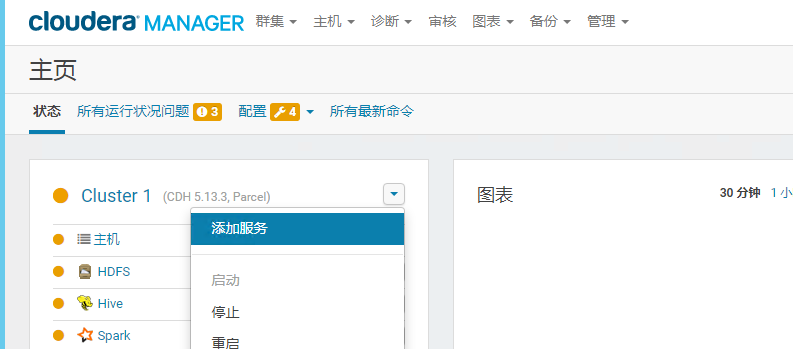 cloudera MANAGER 群集 主机 诊断 审核 图表 备份 管理
主页
状态 所有运行状况问题 3 配置 4 所有最新命令
Cluster 1 (CDH 5.13.3, Parcel)
图表 30 分钟 1 小
添加服务
主机
HDFS
启动
Hive
停止
Spark
重启